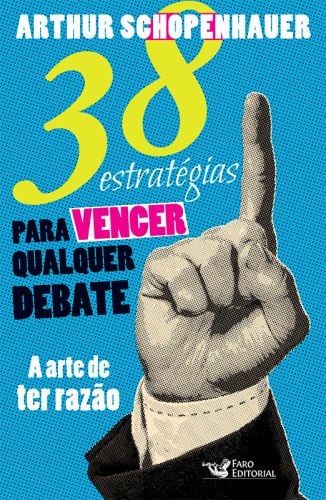 ARTHUR SCHOPENHAUER
38
estratégias
PARA VENCER
QUALQUER
DEBATE
A arte de
ter razão
FARO
EDITORIAL